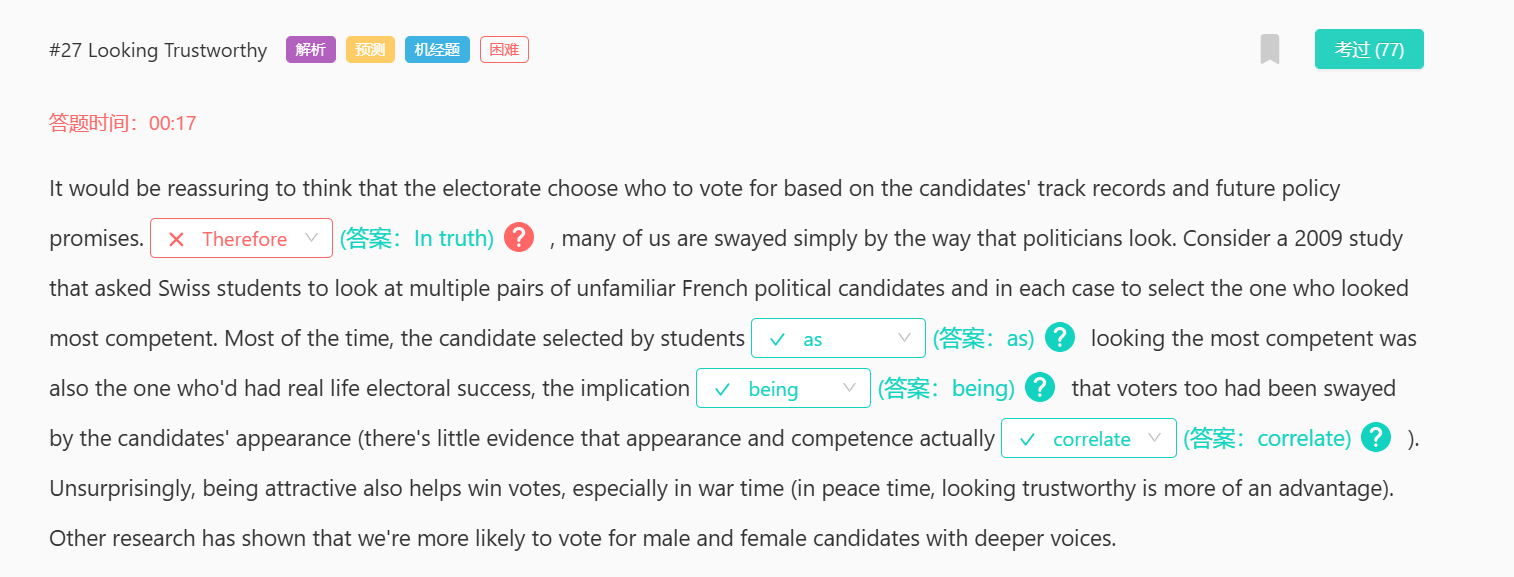 #27 Looking Trustworthy 解析 预测 机经题 困难 考过 (77)
答题时间：00:17
It would be reassuring to think that the electorate choose who to vote for based on the candidates' track records and future policy
promises. Therefore (答案：In truth) ? , many of us are swayed simply by the way that politicians look. Consider a 2009 study
that asked Swiss students to look at multiple pairs of unfamiliar French political candidates and in each case to select the one who looked
most competent. Most of the time, the candidate selected by students as (答案：as) ? looking the most competent was
also the one who'd had real life electoral success, the implication being (答案：being) ? that voters too had been swayed
by the candidates' appearance (there's little evidence that appearance and competence actually correlate (答案：correlate) ? ).
Unsurprisingly, being attractive also helps win votes, especially in war time (in peace time, looking trustworthy is more of an advantage).
Other research has shown that we're more likely to vote for male and female candidates with deeper voices.